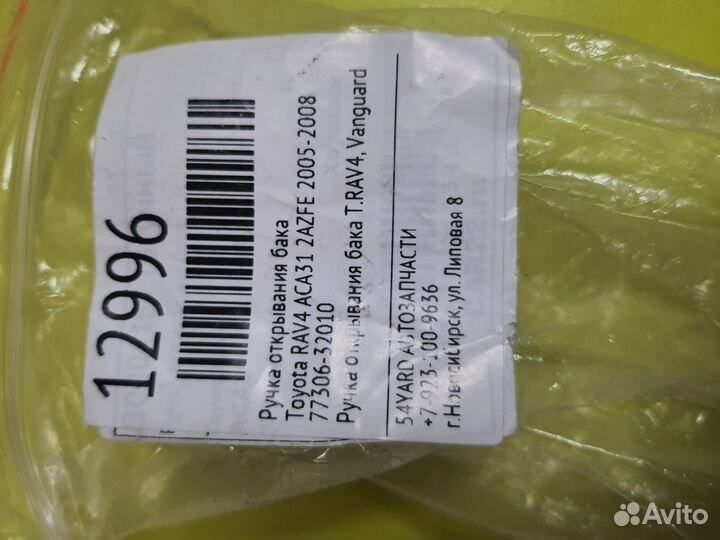 12996
Ручка открывания бака
Toyota RAV4 ACA31 2AZFE 2005-2008
77306-32010
Ручка открывания бака T.RAV4, Vanguard
54YARD АВТОЗАПЧАСТИ
+7-923-100-9636
г.Новосибирск, ул. Липовая 8
Avito